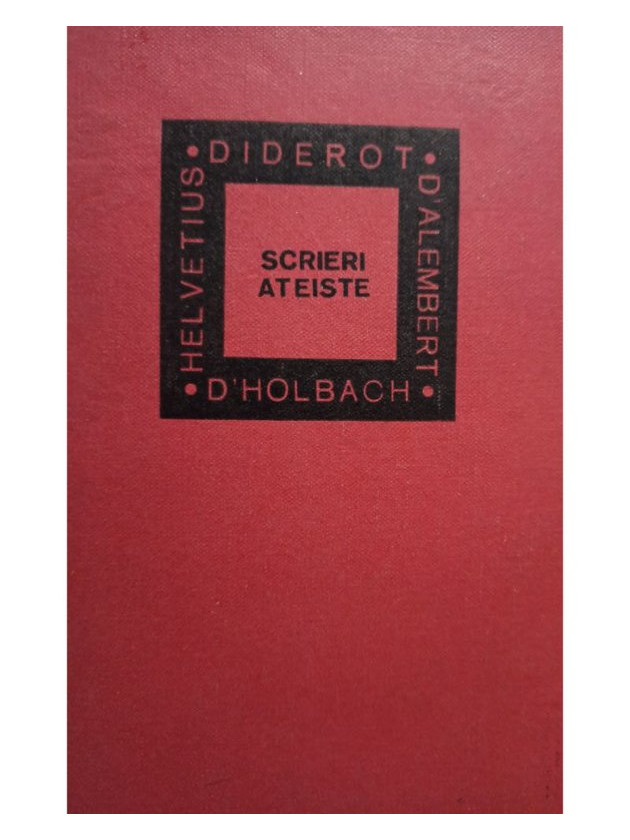 • DIDEROT •
D'ALEMBERT
• D'HOLBACH •
HELVETIUS
SCRIERI
ATEISTE